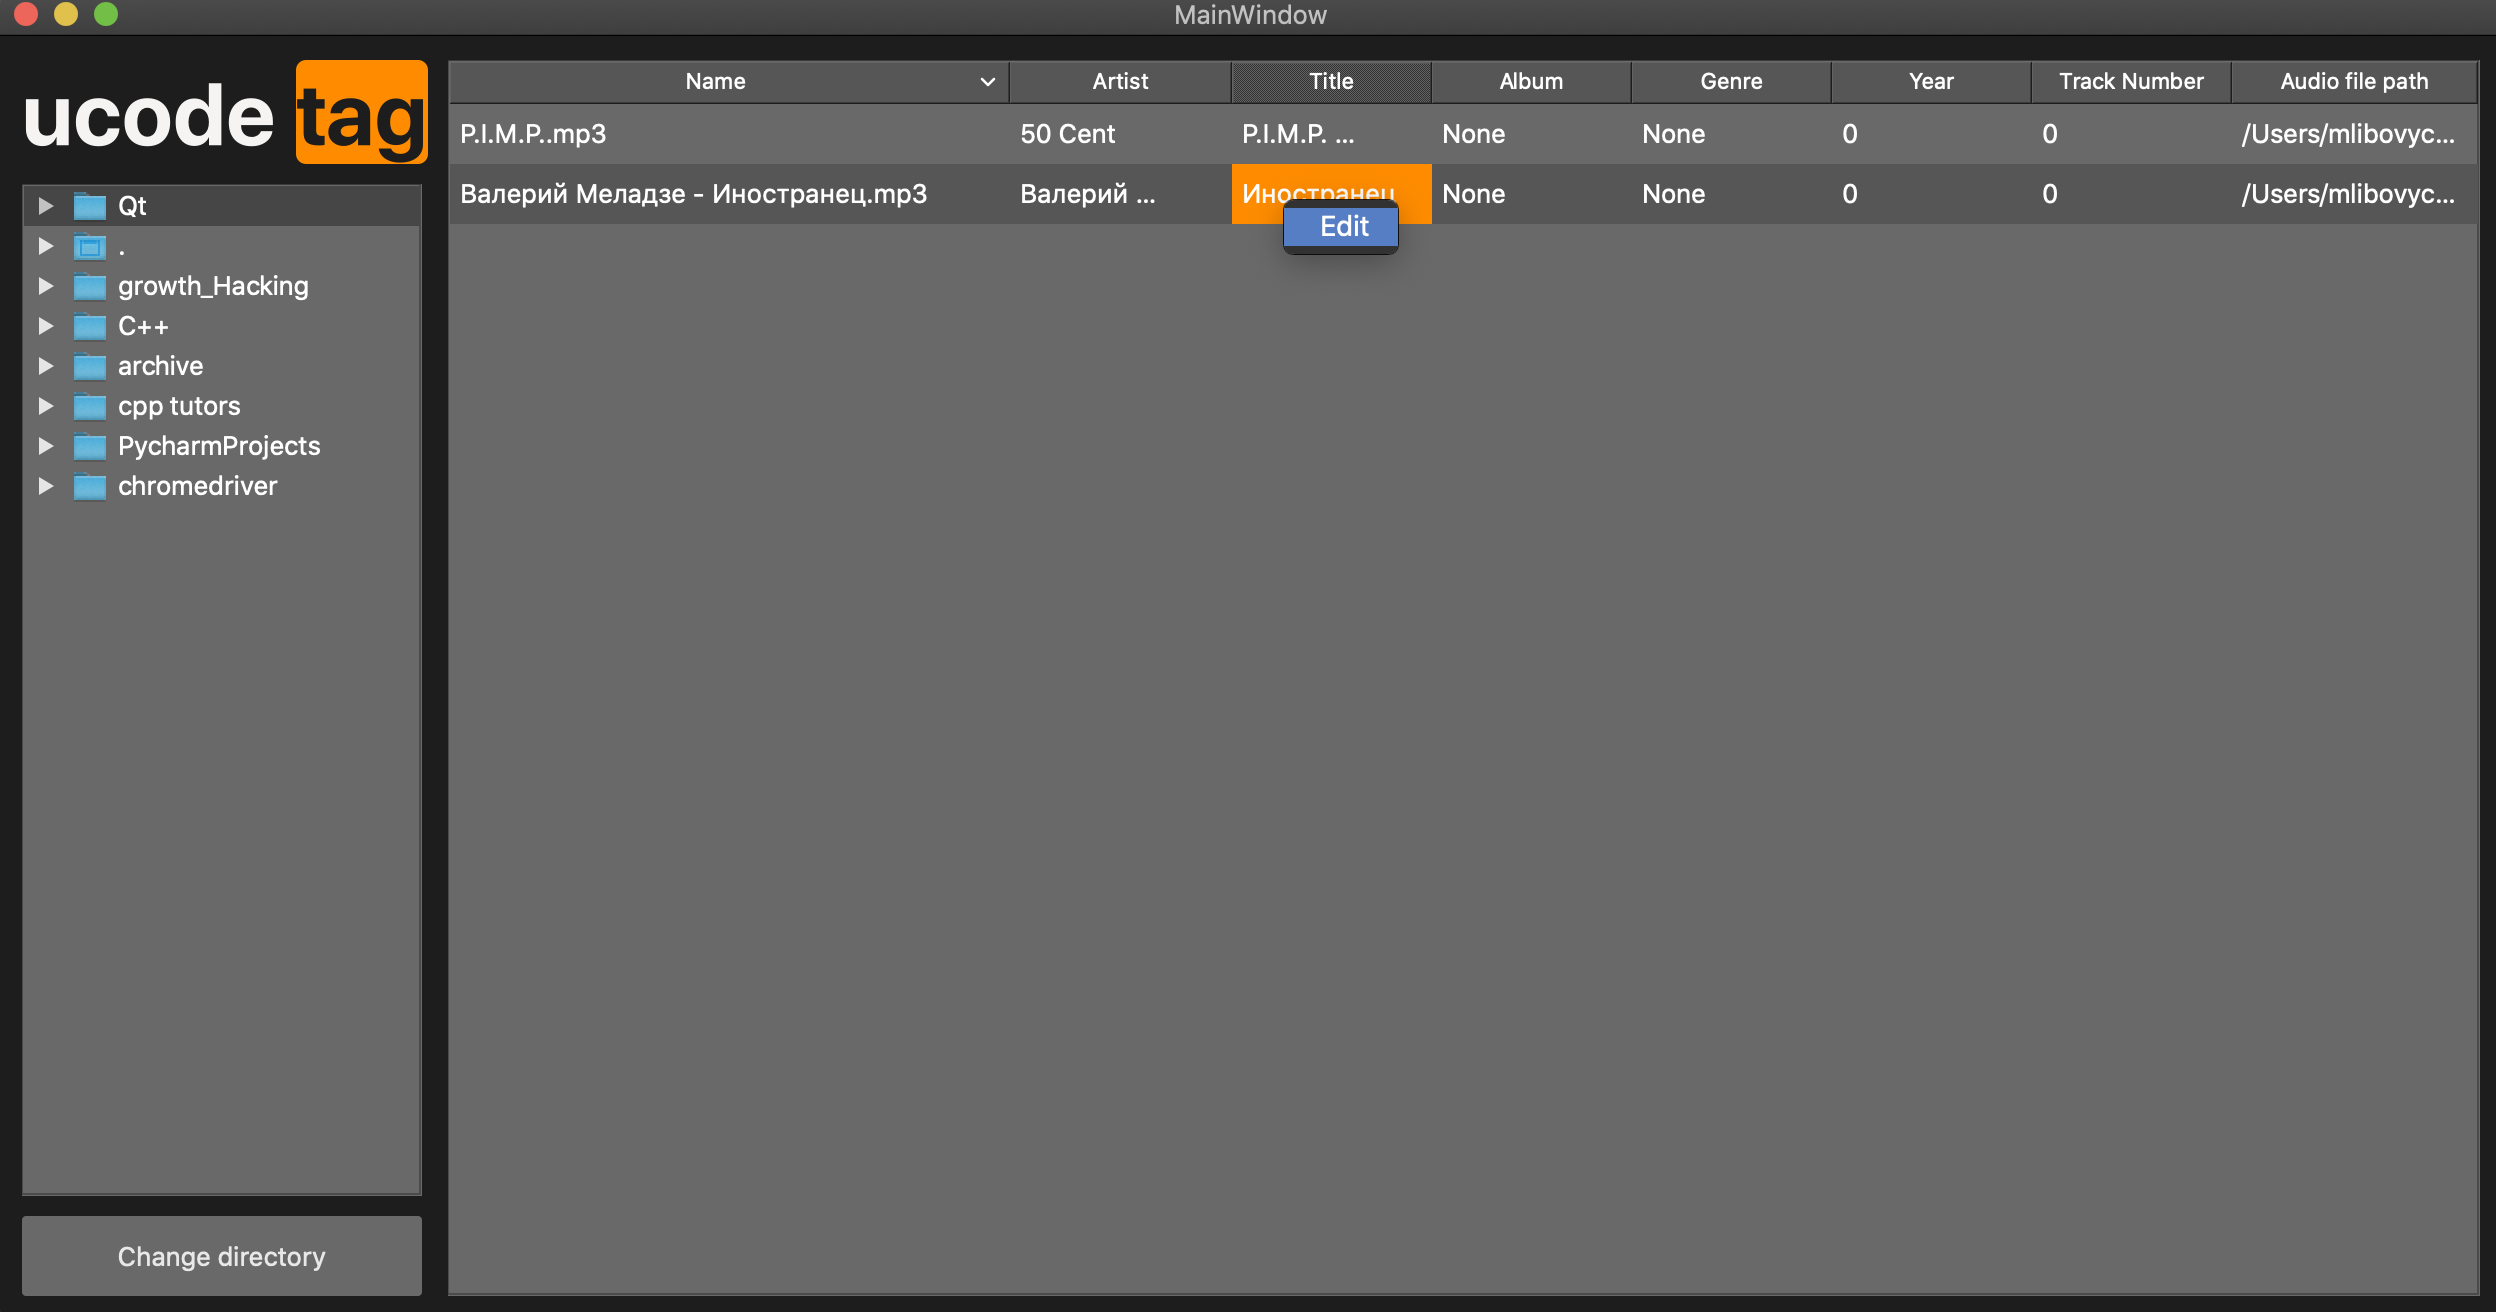 MainWindow
ucode tag
Qt
.
growth_Hacking
C++
archive
cpp tutors
PycharmProjects
chromedriver
Change directory
Name Artist Title Album Genre Year Track Number Audio file path
P.I.M.P..mp3 50 Cent P.I.M.P. ... None None 0 0 /Users/mlibovyc...
Валерий Меладзе - Иностранец.mp3 Валерий ... Иностранец None None 0 0 /Users/mlibovyc...
Edit